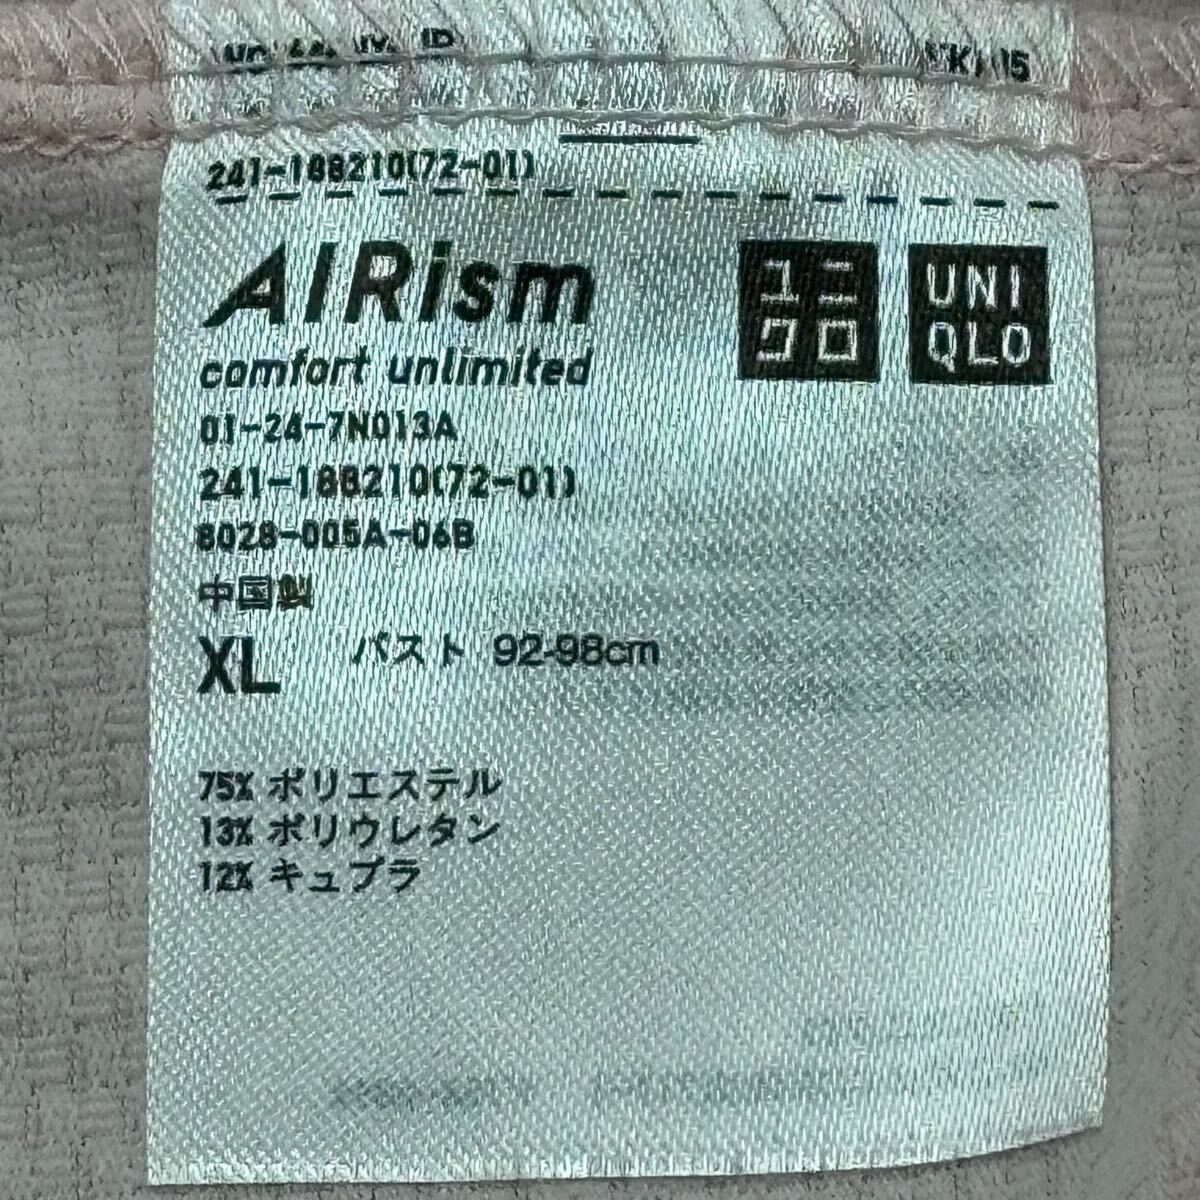 241-188210(72-01)
AIRism
comfort unlimited
ユニクロ
UNIQLO
01-24-7N013A
241-188210(72-01)
8028-005A-06B
中国製
XL バスト 92-98cm
75% ポリエステル
13% ポリウレタン
12% キュプラ